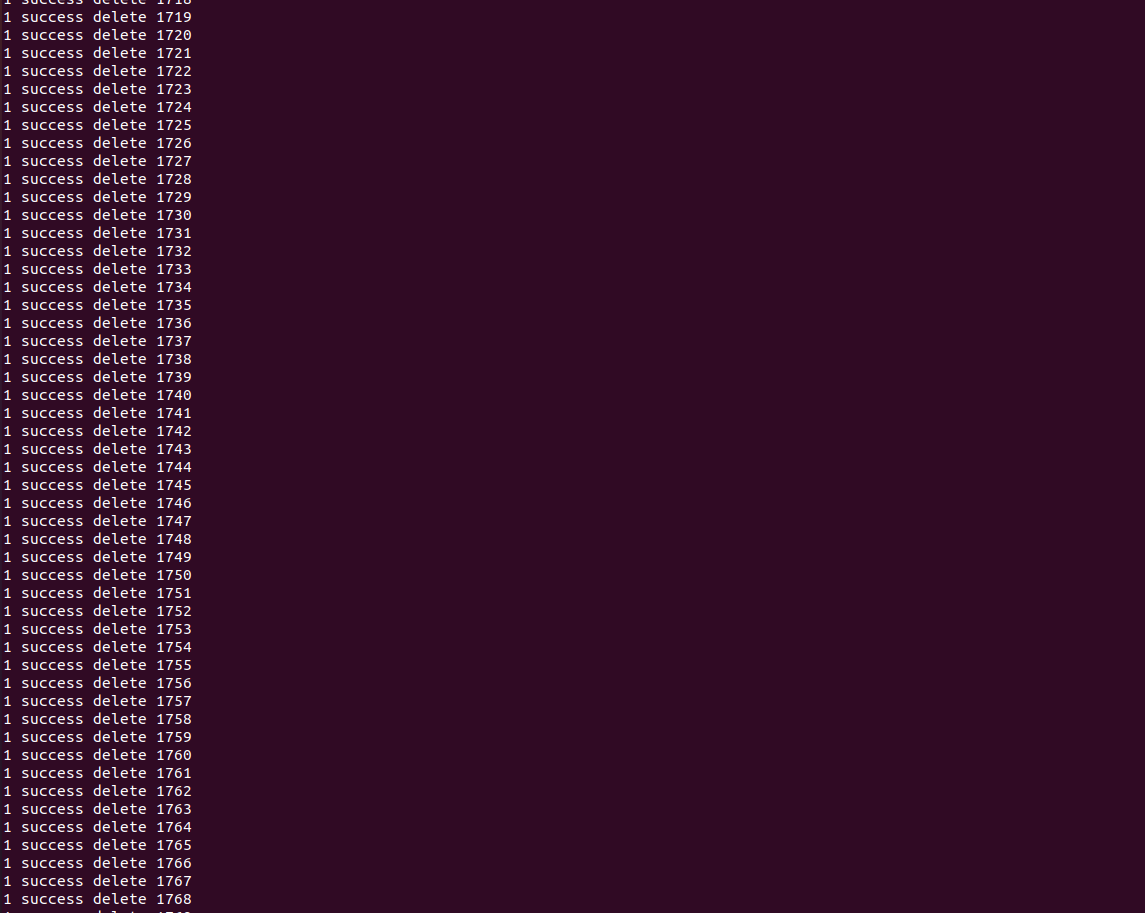 1 success delete 1718
1 success delete 1719
1 success delete 1720
1 success delete 1721
1 success delete 1722
1 success delete 1723
1 success delete 1724
1 success delete 1725
1 success delete 1726
1 success delete 1727
1 success delete 1728
1 success delete 1729
1 success delete 1730
1 success delete 1731
1 success delete 1732
1 success delete 1733
1 success delete 1734
1 success delete 1735
1 success delete 1736
1 success delete 1737
1 success delete 1738
1 success delete 1739
1 success delete 1740
1 success delete 1741
1 success delete 1742
1 success delete 1743
1 success delete 1744
1 success delete 1745
1 success delete 1746
1 success delete 1747
1 success delete 1748
1 success delete 1749
1 success delete 1750
1 success delete 1751
1 success delete 1752
1 success delete 1753
1 success delete 1754
1 success delete 1755
1 success delete 1756
1 success delete 1757
1 success delete 1758
1 success delete 1759
1 success delete 1760
1 success delete 1761
1 success delete 1762
1 success delete 1763
1 success delete 1764
1 success delete 1765
1 success delete 1766
1 success delete 1767
1 success delete 1768